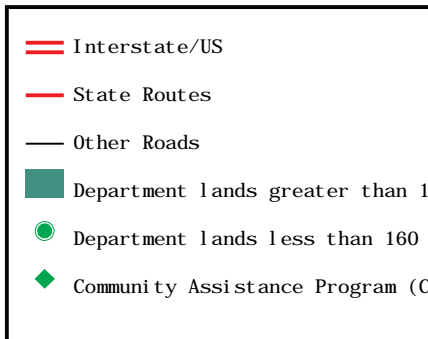 Interstate/US
State Routes
Other Roads
Department lands greater than 1
Department lands less than 160
Community Assistance Program (